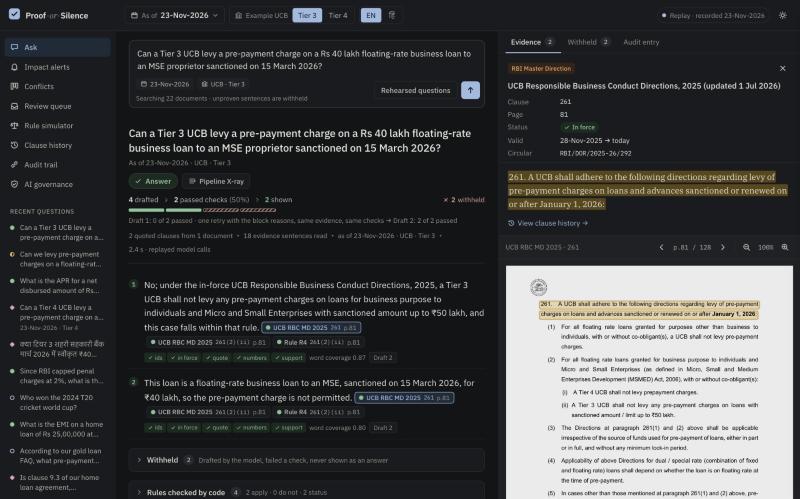 Proof-or-Silence
As of 23-Nov-2026
Example UCB Tier 3 Tier 4
EN हिं
Replay · recorded 23-Nov-2026
Ask
Impact alerts
Conflicts
Review queue
Rule simulator
Clause history
Audit trail
AI governance
RECENT QUESTIONS
Can a Tier 3 UCB levy a pre-payment charge on a...
Can we levy pre-payment charges on a floating-rat...
What is the APR for a net disbursed amount of Rs...
Can a Tier 4 UCB levy a pre-payment charge on a...
23-Nov-2026 · Tier 4
क्या टियर 3 शहरी सहकारी बैंक मार्च 2026 में स्वीकृत ₹40...
Since RBI capped penal charges at 2%, what is th...
Who won the 2024 T20 cricket world cup?
What is the EMI on a home loan of Rs 25,00,000 at...
According to our gold loan FAQ, what pre-payment...
Is clause 9.3 of our home loan agreement,...
Can a Tier 3 UCB levy a pre-payment charge on a Rs 40 lakh floating-rate business loan to
an MSE proprietor sanctioned on 15 March 2026?
23-Nov-2026 UCB · Tier 3
Searching 22 documents · unproven sentences are withheld
Rehearsed questions
Can a Tier 3 UCB levy a pre-payment charge on a Rs 40 lakh floating-rate
business loan to an MSE proprietor sanctioned on 15 March 2026?
As of 23-Nov-2026 · UCB · Tier 3
Answer Pipeline X-ray
4 drafted › 2 passed checks (50%) › 2 shown × 2 withheld
Draft 1: 0 of 2 passed · one retry with the block reasons, same evidence, same checks → Draft 2: 2 of 2 passed
2 quoted clauses from 1 document • 18 evidence sentences read • as of 23-Nov-2026 · UCB · Tier 3 •
2.4 s · replayed model calls
1 No; under the in-force UCB Responsible Business Conduct Directions, 2025, a Tier 3
UCB shall not levy any pre-payment charges on loans for business purpose to
individuals and Micro and Small Enterprises with sanctioned amount up to ₹50 lakh, and
this case falls within that rule. UCB RBC MD 2025 261 p.81
UCB RBC MD 2025 261(2)(ii) p.81 Rule R4 261(2)(ii) p.81
✓ ids ✓ in force ✓ quote ✓ numbers ✓ support word coverage 0.87 Draft 2
2 This loan is a floating-rate business loan to an MSE, sanctioned on 15 March 2026, for
₹40 lakh, so the pre-payment charge is not permitted. UCB RBC MD 2025 261 p.81
UCB RBC MD 2025 261(2)(ii) p.81 Rule R4 261(2)(ii) p.81
✓ ids ✓ in force ✓ quote ✓ numbers ✓ support word coverage 0.80 Draft 2
› Withheld 2 Drafted by the model, failed a check, never shown as an answer
› Rules checked by code 4 2 apply · 0 do not · 2 status
Evidence 2 Withheld 2 Audit entry
RBI Master Direction
UCB Responsible Business Conduct Directions, 2025 (updated 1 Jul 2026)
Clause 261
Page 81
Status ✓ In force
Valid 28-Nov-2025 → today
Circular RBI/DOR/2025-26/292
261. A UCB shall adhere to the following directions regarding levy of
pre-payment charges on loans and advances sanctioned or renewed on
or after January 1, 2026:
View clause history →
UCB RBC MD 2025 · 261 p.81 / 128 100%
261. A UCB shall adhere to the following directions regarding levy of pre-payment
charges on loans and advances sanctioned or renewed on or after January 1, 2026:
(1) For all floating rate loans granted for purposes other than business to
individuals, with or without co-obligant(s), a UCB shall not levy pre-payment
charges.
(2) For all floating rate loans granted for business purpose to individuals and
Micro and Small Enterprises (as defined in Micro, Small and Medium
Enterprises Development (MSMED) Act, 2006), with or without co-obligant(s):
(i) A Tier 4 UCB shall not levy prepayment charges.
(ii) A Tier 3 UCB shall not levy any pre-payment charges on loans with
sanctioned amount / limit up to ₹50 lakh.
(3) The Directions at paragraph 261(1) and (2) above shall be applicable
irrespective of the source of funds used for pre-payment of loans, either in part
or in full, and without any minimum lock-in period.
(4) Applicability of above Directions for dual / special rate (combination of fixed
and floating rate) loans shall depend on whether the loan is on floating rate at
the time of pre-payment.
(5) In cases other than those mentioned at paragraph 261(1) and (2) above, pre-